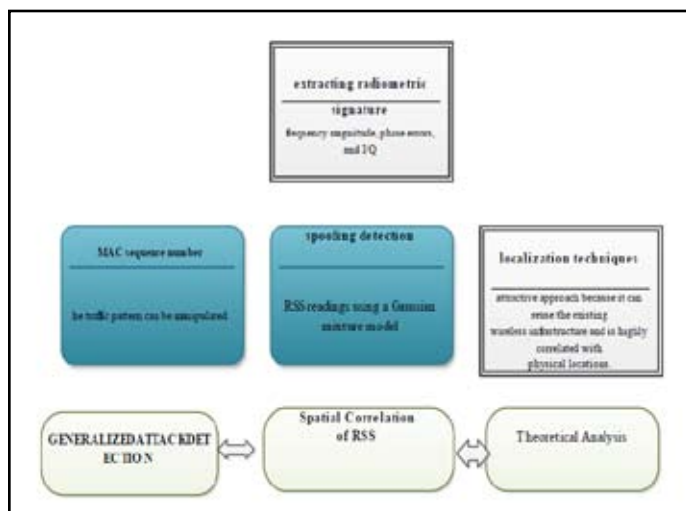 extracting radiometric
signature
frequency magnitude, phase errors,
and I/Q
MAC sequence number
he traffic pattern can be manipulated
spoofing detection
RSS readings using a Gaussian
mixture model
localization techniques
attractive approach because it can
reuse the existing
wireless infrastructure and is highly
correlated with
physical locations.
GENERALIZEDATTACKDET
ECTION
Spatial Correlation
of RSS
Theoretical Analysis